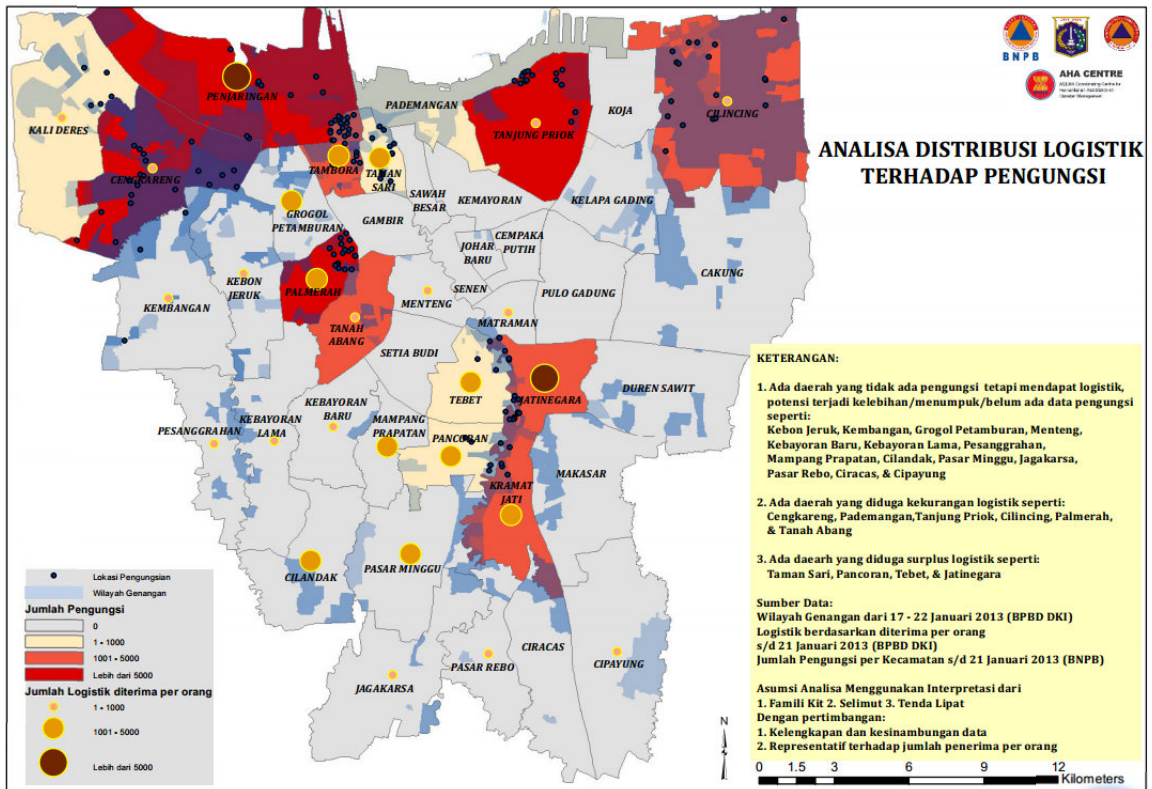 BNPB
AHA CENTRE
ASEAN Coordinating Centre for
Humanitarian Assistance on
Disaster Management
ANALISA DISTRIBUSI LOGISTIK
TERHADAP PENGUNGSI
PENJARINGAN
PADEMANGAN
KOJA
CILINCING
KALI DERES
TANJUNG PRIOK
CENGKARENG
TAMBORA
TAMAN
SARI
SAWAH
BESAR
KEMAYORAN
KELAPA GADING
GROGOL
PETAMBURAN
GAMBIR
CEMPAKA
PUTIH
JOHAR
BARU
CAKUNG
KEBON
JERUK
PALMERAH
SENEN
PULO GADUNG
KEMBANGAN
MENTENG
MATRAMAN
TANAH
ABANG
SETIA BUDI
DUREN SAWIT
TEBET
JATINEGARA
KEBAYORAN
BARU
MAMPANG
PRAPATAN
PESANGGRAHAN
KEBAYORAN
LAMA
PANCORAN
MAKASAR
KRAMAT
JATI
CILANDAK
PASAR MINGGU
CIRACAS
PASAR REBO
CIPAYUNG
JAGAKARSA
KETERANGAN:
1. Ada daerah yang tidak ada pengungsi tetapi mendapat logistik,
potensi terjadi kelebihan/menumpuk/belum ada data pengungsi
seperti:
Kebon Jeruk, Kembangan, Grogol Petamburan, Menteng,
Kebayoran Baru, Kebayoran Lama, Pesanggrahan,
Mampang Prapatan, Cilandak, Pasar Minggu, Jagakarsa,
Pasar Rebo, Ciracas, & Cipayung
2. Ada daerah yang diduga kekurangan logistik seperti:
Cengkareng, Pademangan,Tanjung Priok, Cilincing, Palmerah,
& Tanah Abang
3. Ada daearh yang diduga surplus logistik seperti:
Taman Sari, Pancoran, Tebet, & Jatinegara
Sumber Data:
Wilayah Genangan dari 17 - 22 Januari 2013 (BPBD DKI)
Logistik berdasarkan diterima per orang
s/d 21 Januari 2013 (BPBD DKI)
Jumlah Pengungsi per Kecamatan s/d 21 Januari 2013 (BNPB)
Asumsi Analisa Menggunakan Interpretasi dari
1. Famili Kit 2. Selimut 3. Tenda Lipat
Dengan pertimbangan:
1. Kelengkapan dan kesinambungan data
2. Representatif terhadap jumlah penerima per orang
Lokasi Pengungsian
Wilayah Genangan
Jumlah Pengungsi
0
1 - 1000
1001 - 5000
Lebih dari 5000
Jumlah Logistik diterima per orang
1 - 1000
1001 - 5000
Lebih dari 5000
N
0 1.5 3 6 9 12
Kilometers